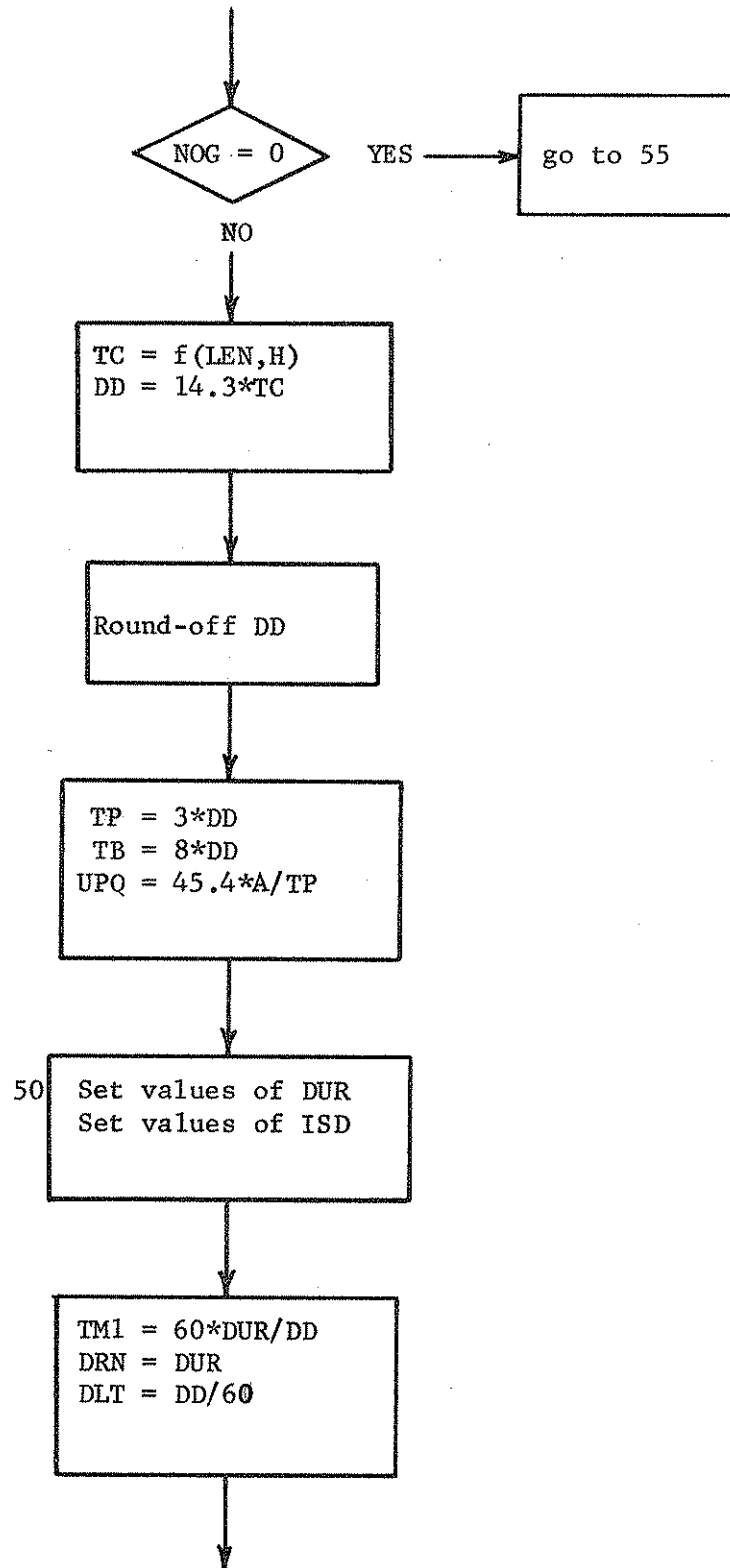 NOG = 0
YES
go to 55
NO
TC = f(LEN,H)
DD = 14.3*TC
Round-off DD
TP = 3*DD
TB = 8*DD
UPQ = 45.4*A/TP
50
Set values of DUR
Set values of ISD
TM1 = 60*DUR/DD
DRN = DUR
DLT = DD/60